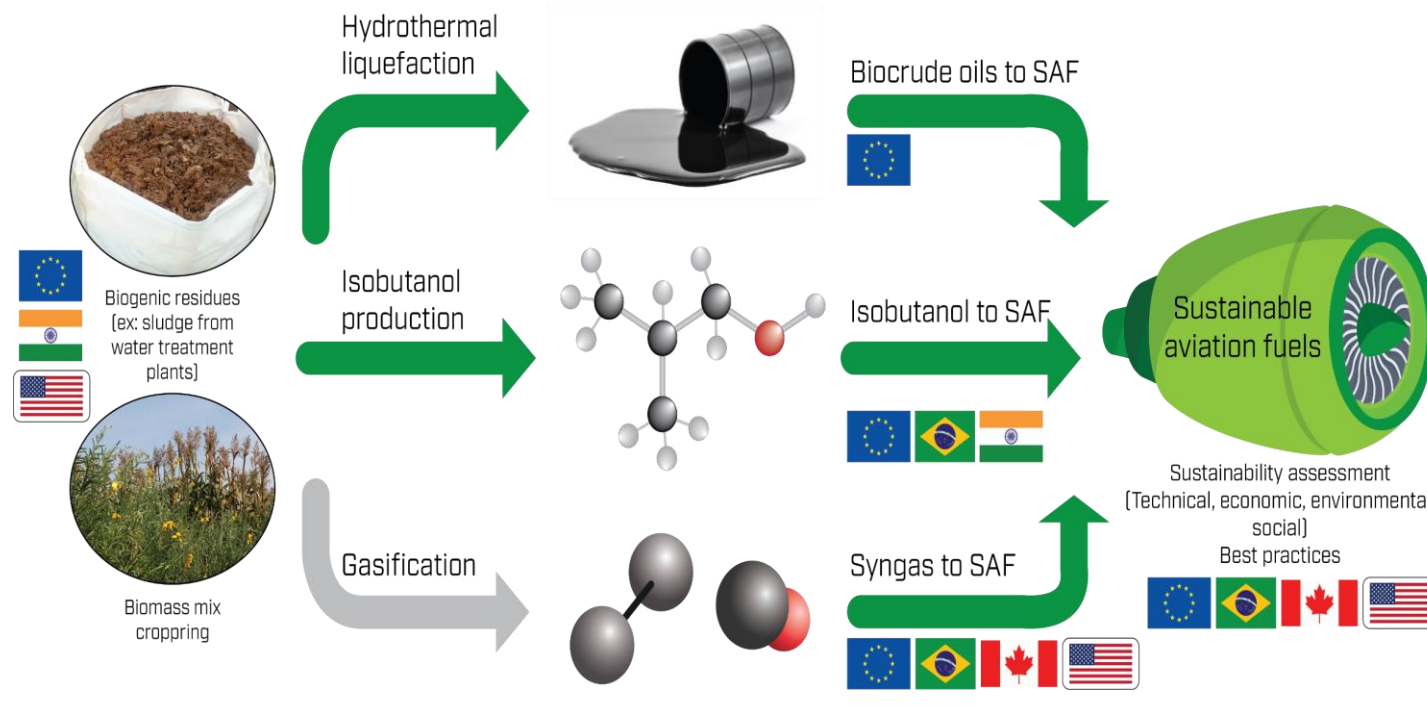 Hydrothermal
liquefaction
Biocrude oils to SAF
Biogenic residues
(ex: sludge from
water treatment
plants)
Isobutanol
production
Isobutanol to SAF
Sustainable
aviation fuels
Sustainability assessment
(Technical, economic, environmenta
social)
Best practices
Gasification
Syngas to SAF
Biomass mix
croppring